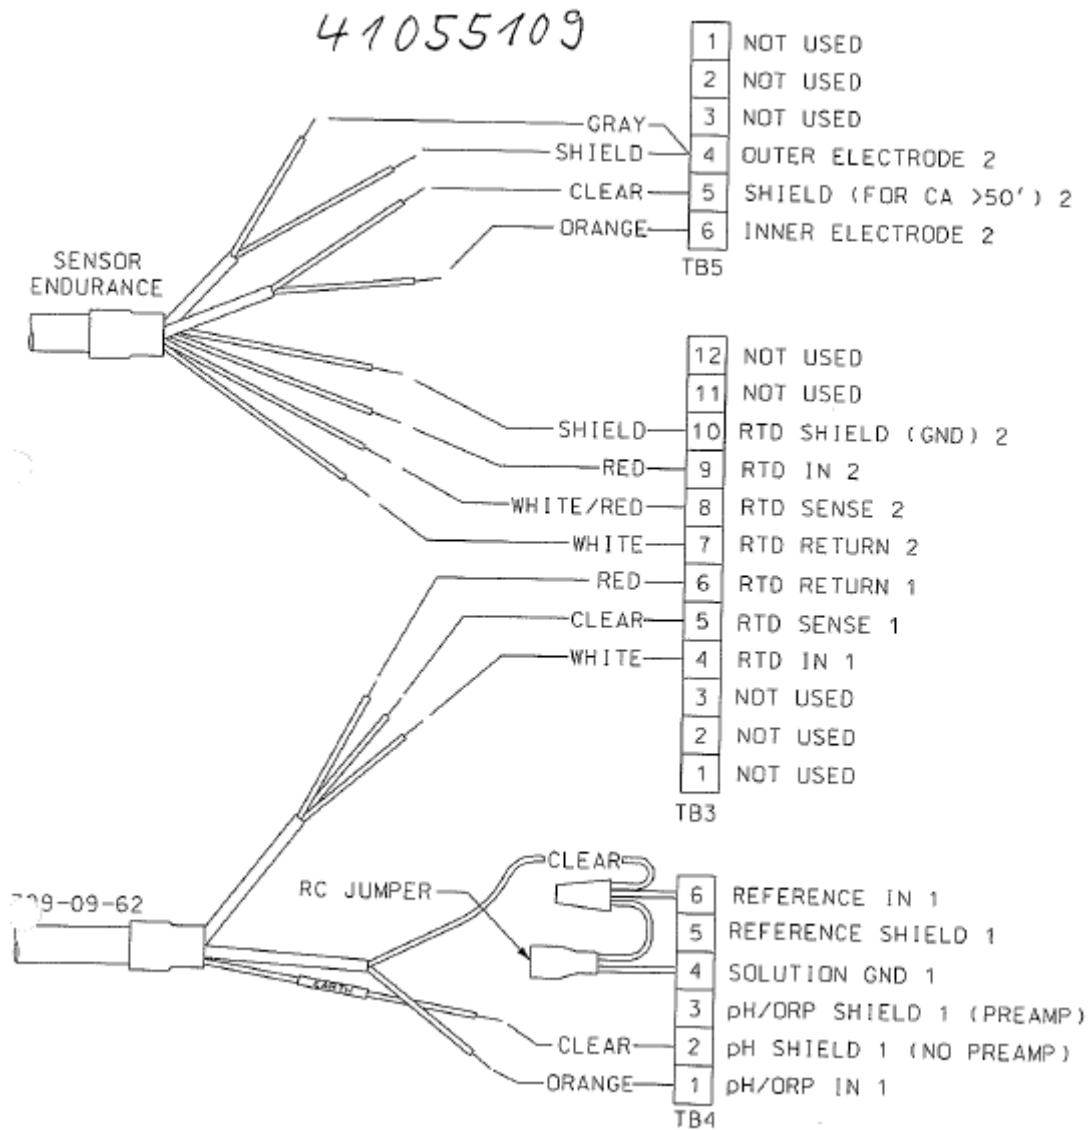 41055109
1 NOT USED
2 NOT USED
3 NOT USED
GRAY
SHIELD 4 OUTER ELECTRODE 2
CLEAR 5 SHIELD (FOR CA >50') 2
ORANGE 6 INNER ELECTRODE 2
TB5
SENSOR
ENDURANCE
12 NOT USED
11 NOT USED
SHIELD 10 RTD SHIELD (GND) 2
RED 9 RTD IN 2
WHITE/RED 8 RTD SENSE 2
WHITE 7 RTD RETURN 2
RED 6 RTD RETURN 1
CLEAR 5 RTD SENSE 1
WHITE 4 RTD IN 1
3 NOT USED
2 NOT USED
1 NOT USED
TB3
9-09-62
RC JUMPER
CLEAR
6 REFERENCE IN 1
5 REFERENCE SHIELD 1
4 SOLUTION GND 1
3 pH/ORP SHIELD 1 (PREAMP)
EARTH
CLEAR 2 pH SHIELD 1 (NO PREAMP)
ORANGE 1 pH/ORP IN 1
TB4